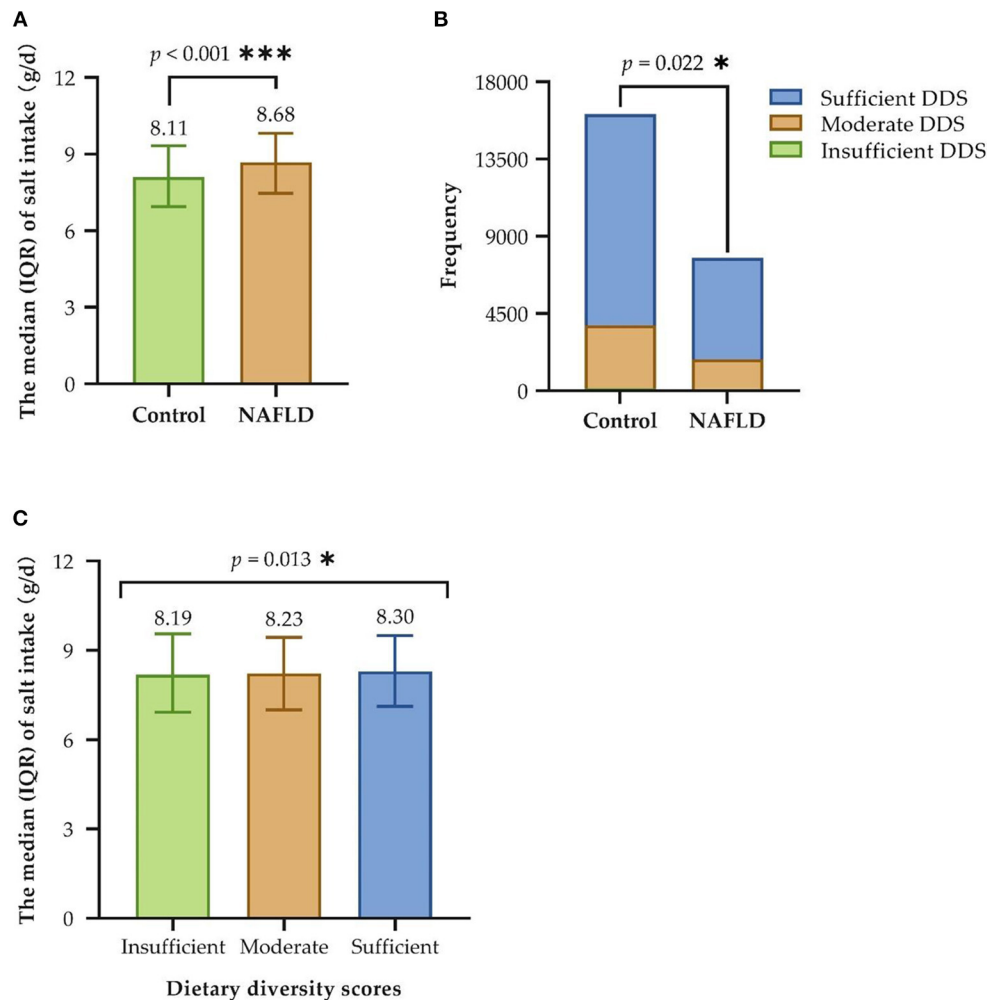 A
The median (IQR) of salt intake (g/d)
p < 0.001 ***
12
9
6
3
0
8.11
8.68
Control
NAFLD
B
Frequency
p = 0.022 *
18000
13500
9000
4500
0
Control
NAFLD
Sufficient DDS
Moderate DDS
Insufficient DDS
C
The median (IQR) of salt intake (g/d)
p = 0.013 *
12
9
6
3
0
8.19
8.23
8.30
Insufficient
Moderate
Sufficient
Dietary diversity scores